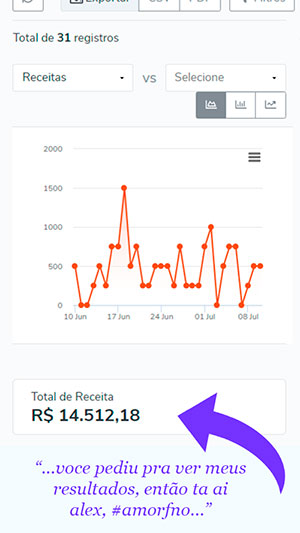 Exportar CSV PDF Filtros
Total de 31 registros
Receitas VS Selecione
2000
1500
1000
500
0
10 Jun 17 Jun 24 Jun 01 Jul 08 Jul
Total de Receita
R$ 14.512,18
“...voce pediu pra ver meus
resultados, então ta ai
alex, #amorfno...”